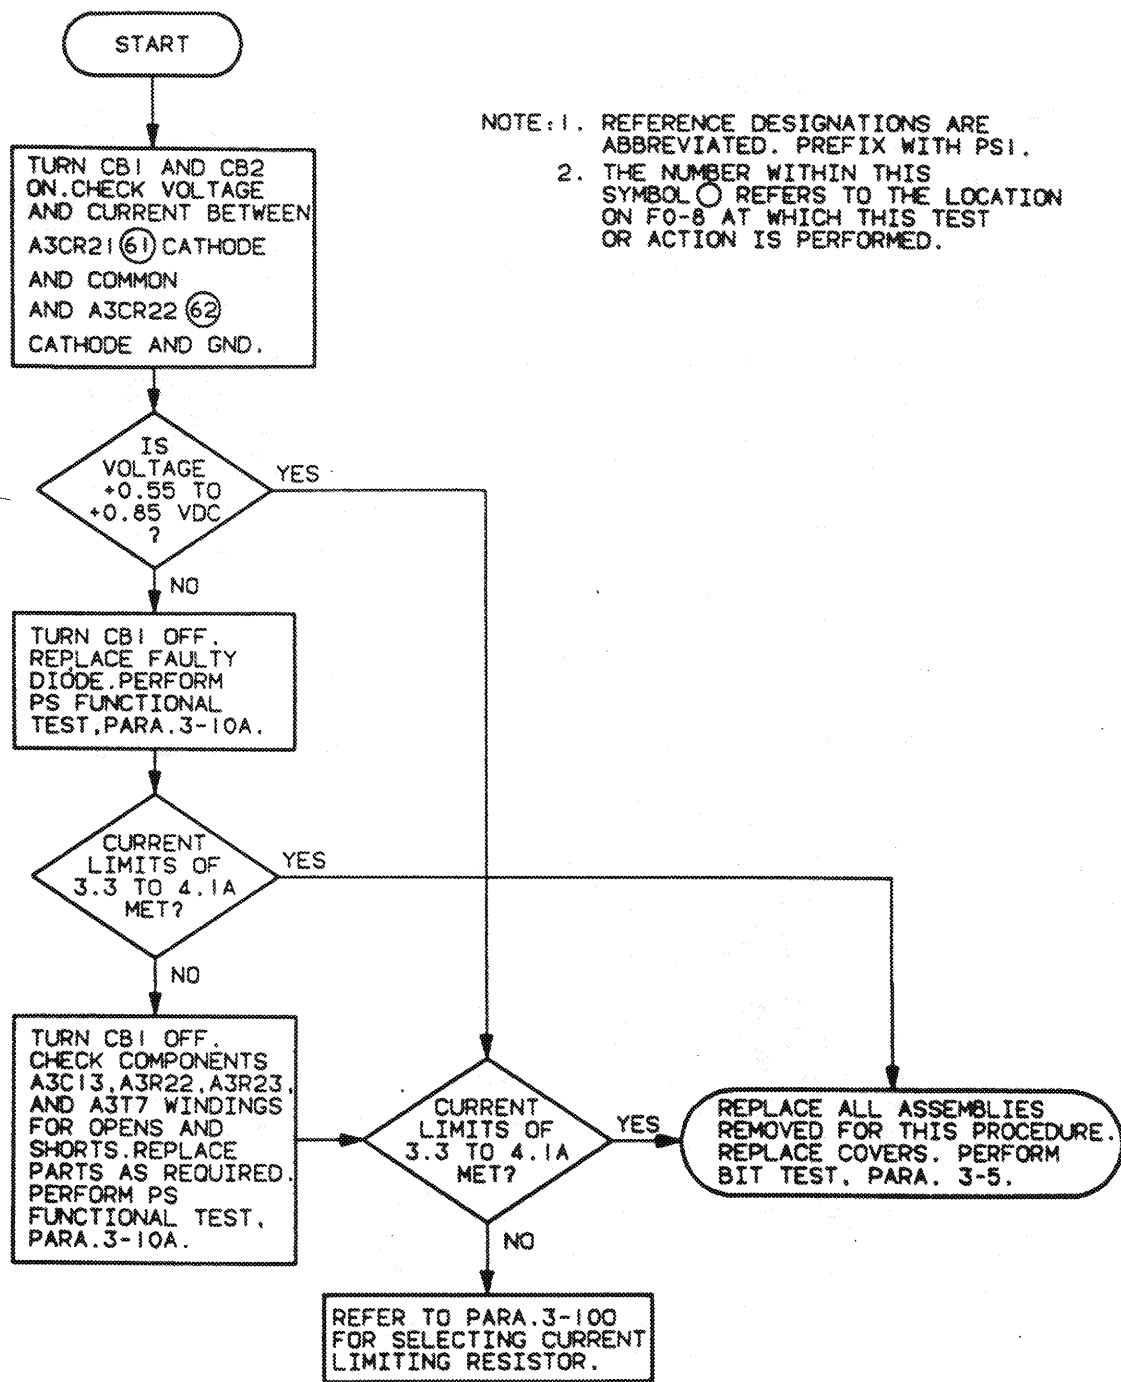 START
NOTE: 1. REFERENCE DESIGNATIONS ARE
ABBREVIATED. PREFIX WITH PS1.
2. THE NUMBER WITHIN THIS
SYMBOL ○ REFERS TO THE LOCATION
ON FO-8 AT WHICH THIS TEST
OR ACTION IS PERFORMED.
TURN CB1 AND CB2
ON.CHECK VOLTAGE
AND CURRENT BETWEEN
A3CR21 61 CATHODE
AND COMMON
AND A3CR22 62
CATHODE AND GND.
IS
VOLTAGE
+0.55 TO
+0.85 VDC
?
YES
NO
TURN CB1 OFF.
REPLACE FAULTY
DIODE.PERFORM
PS FUNCTIONAL
TEST,PARA.3-10A.
CURRENT
LIMITS OF
3.3 TO 4.1A
MET?
YES
NO
TURN CB1 OFF.
CHECK COMPONENTS
A3C13,A3R22,A3R23,
AND A3T7 WINDINGS
FOR OPENS AND
SHORTS.REPLACE
PARTS AS REQUIRED.
PERFORM PS
FUNCTIONAL TEST,
PARA.3-10A.
CURRENT
LIMITS OF
3.3 TO 4.1A
MET?
YES
NO
REPLACE ALL ASSEMBLIES
REMOVED FOR THIS PROCEDURE.
REPLACE COVERS. PERFORM
BIT TEST, PARA. 3-5.
REFER TO PARA.3-100
FOR SELECTING CURRENT
LIMITING RESISTOR.